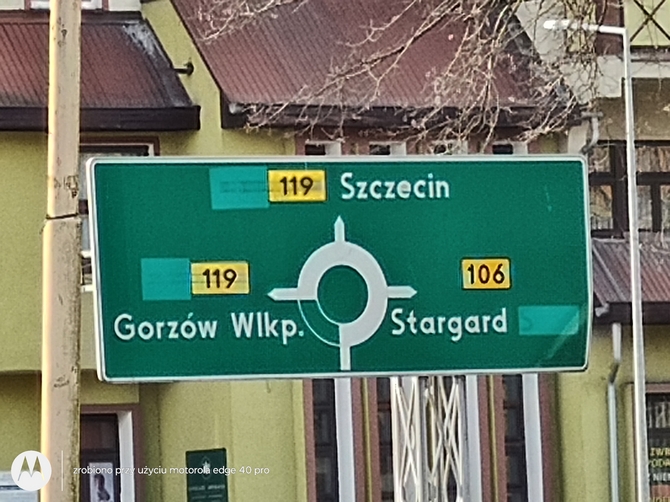 119 Szczecin
119
106
Gorzów Wlkp.
Stargard
zrobiono przy użyciu motorola edge 40 pro